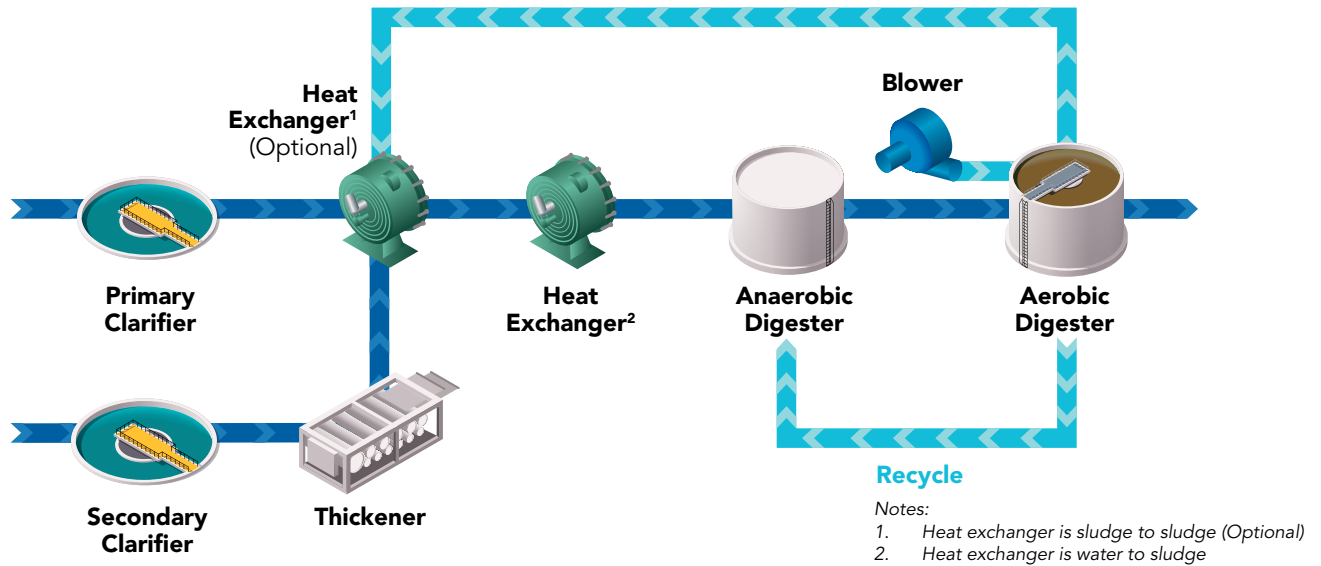 Heat
Exchanger¹
(Optional)
Blower
Primary
Clarifier
Heat
Exchanger²
Anaerobic
Digester
Aerobic
Digester
Secondary
Clarifier
Thickener
Recycle
Notes:
1. Heat exchanger is sludge to sludge (Optional)
2. Heat exchanger is water to sludge